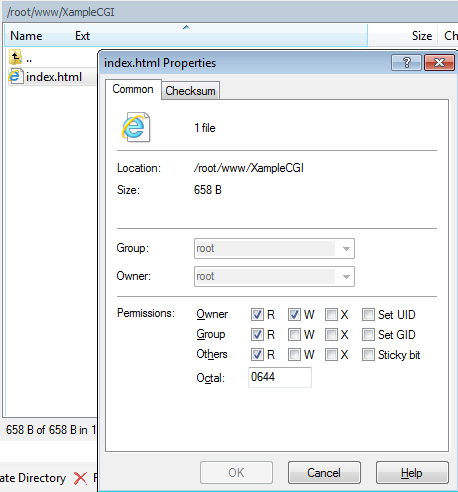 /root/www/XampleCGI
Name Ext Size Ch
..
index.html
index.html Properties
Common Checksum
1 file
Location: /root/www/XampleCGI
Size: 658 B
Group: root
Owner: root
Permissions: Owner R W X Set UID
Group R W X Set GID
Others R W X Sticky bit
Octal: 0644
658 B of 658 B in 1
OK Cancel Help
ate Directory